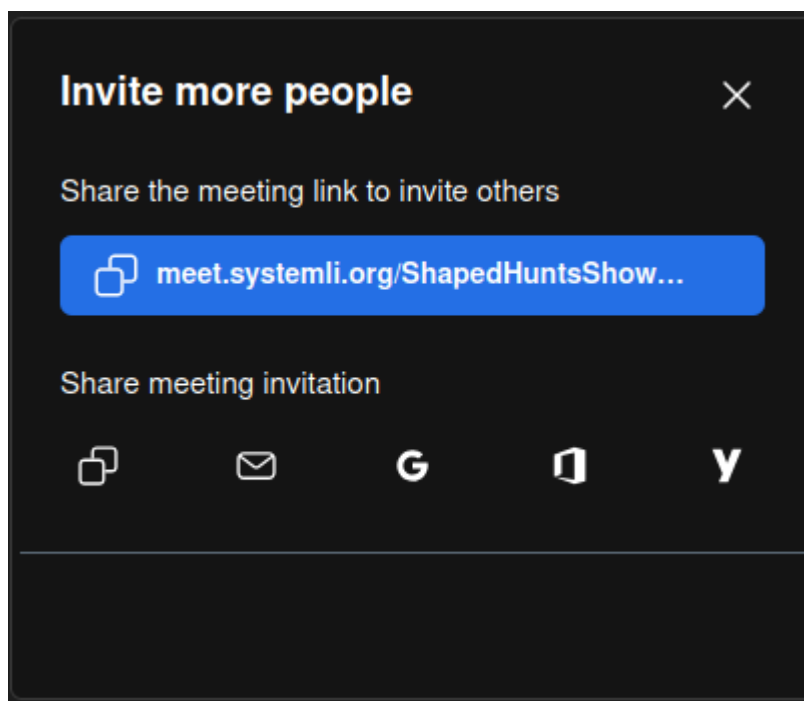 Invite more people
Share the meeting link to invite others
meet.systemli.org/ShapedHuntsShow...
Share meeting invitation